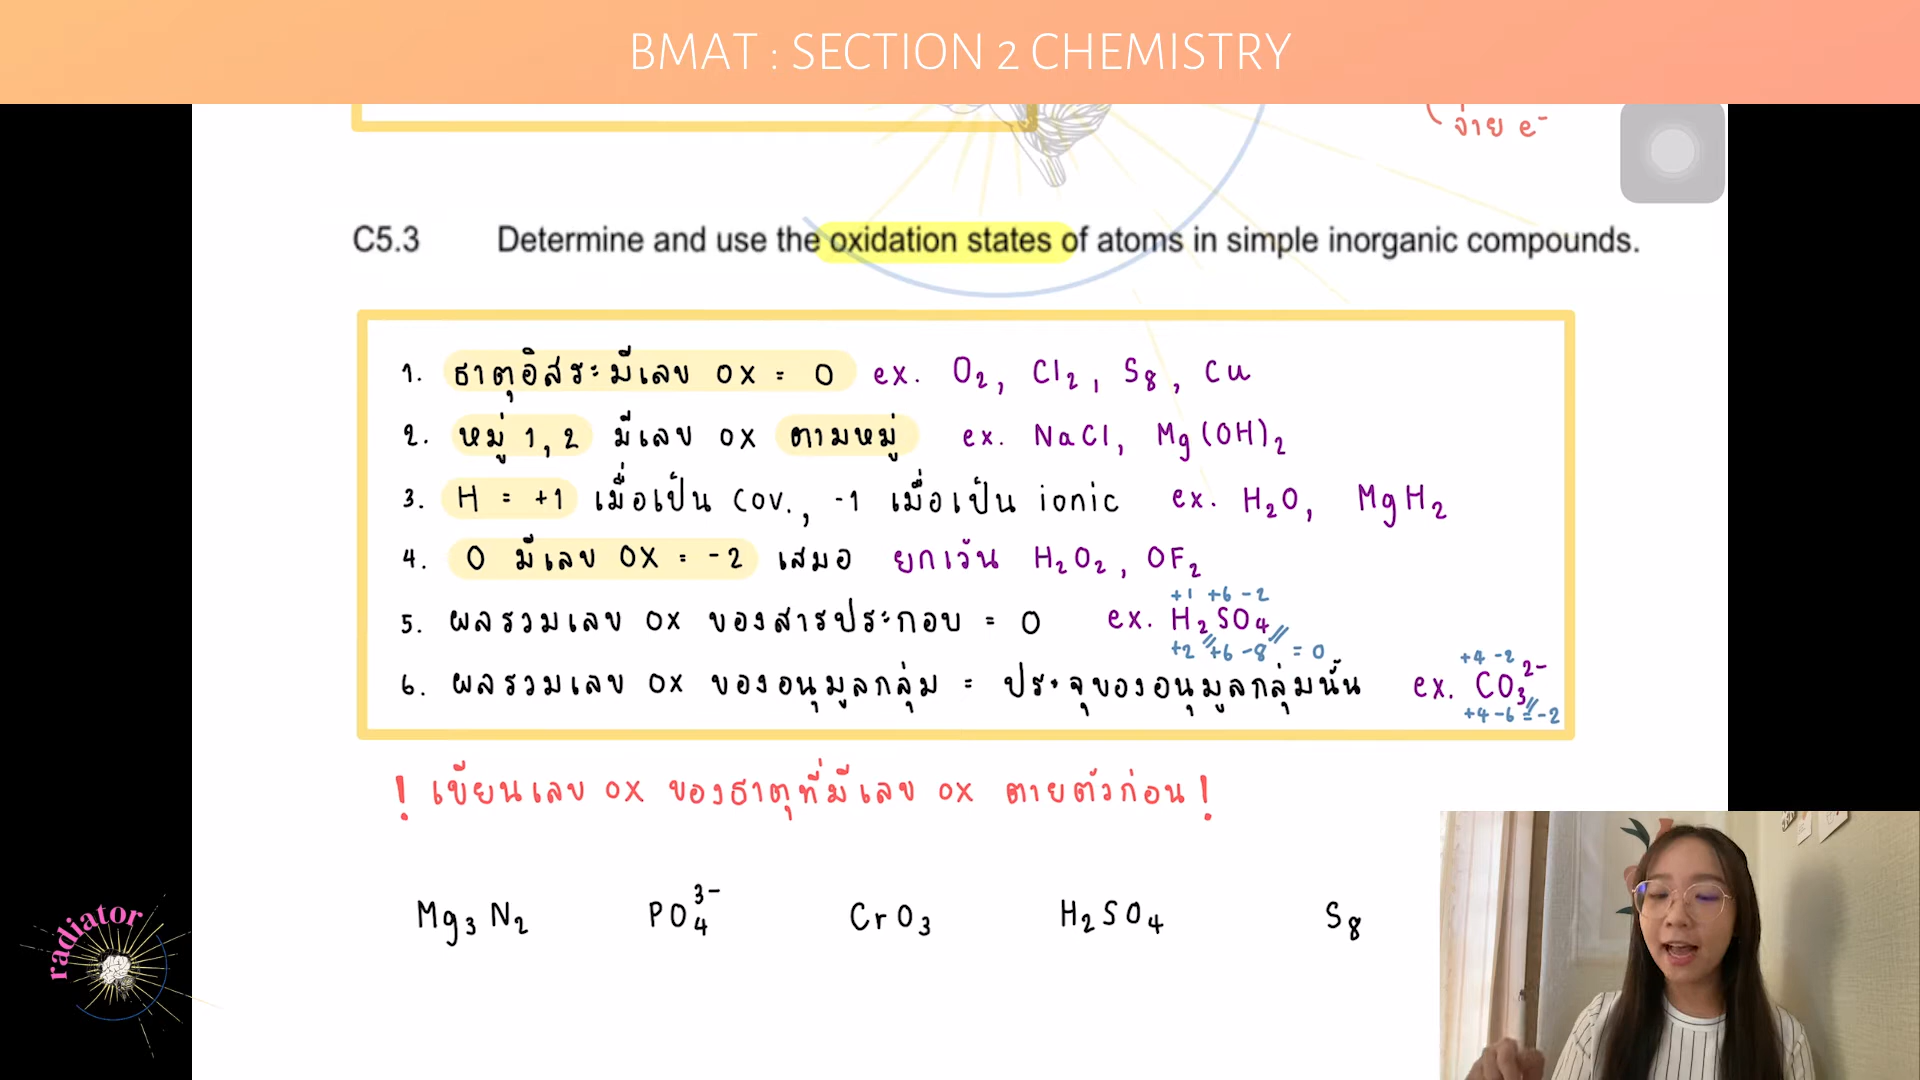 BMAT : SECTION 2 CHEMISTRY
จ่าย e⁻
C5.3 Determine and use the oxidation states of atoms in simple inorganic compounds.
1. ธาตุอิสระมีเลข OX = 0 ex. O₂, Cl₂, S₈, Cu
2. หมู่ 1, 2 มีเลข OX ตามหมู่ ex. NaCl, Mg(OH)₂
3. H = +1 เมื่อเป็น cov., -1 เมื่อเป็น ionic ex. H₂O, MgH₂
4. O มีเลข OX = -2 เสมอ ยกเว้น H₂O₂, OF₂
+1 +6 -2
5. ผลรวมเลข OX ของสารประกอบ = 0 ex. H₂SO₄
+2 +6 -8 = 0
+4 -2
6. ผลรวมเลข OX ของอนุมูลกลุ่ม = ประจุของอนุมูลกลุ่มนั้น ex. CO₃²⁻
+4 -6 = -2
! เขียนเลข OX ของธาตุที่มีเลข OX ตายตัวก่อน !
Mg₃N₂ PO₄³⁻ CrO₃ H₂SO₄ S₈
radiator